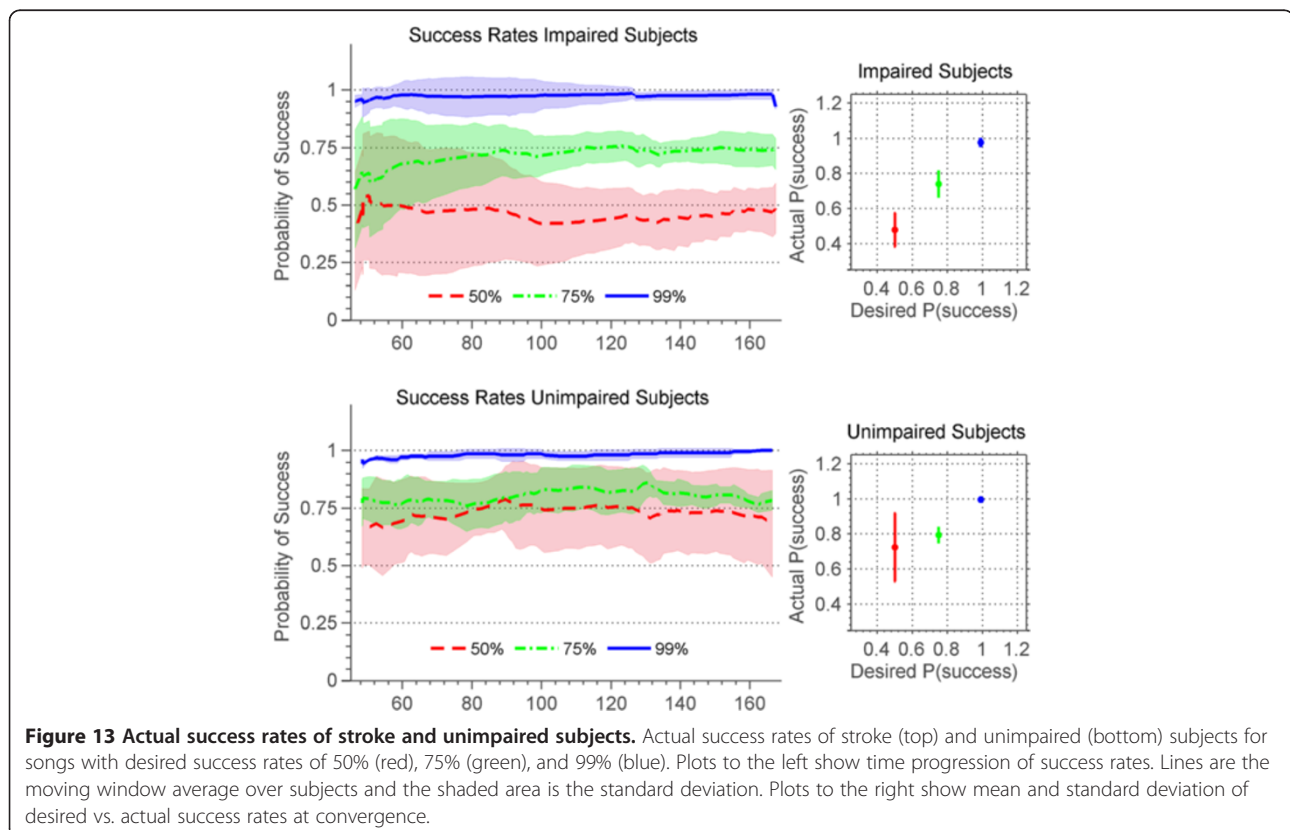 Success Rates Impaired Subjects
Probability of Success
1
0.75
0.5
0.25
0
50% 75% 99%
60 80 100 120 140 160
Impaired Subjects
Actual P(success)
1.2
1
0.8
0.6
0.4
0.4 0.6 0.8 1 1.2
Desired P(success)
Success Rates Unimpaired Subjects
Probability of Success
1
0.75
0.5
0.25
0
50% 75% 99%
60 80 100 120 140 160
Unimpaired Subjects
Actual P(success)
1.2
1
0.8
0.6
0.4
0.4 0.6 0.8 1 1.2
Desired P(success)
Figure 13 Actual success rates of stroke and unimpaired subjects. Actual success rates of stroke (top) and unimpaired (bottom) subjects for
songs with desired success rates of 50% (red), 75% (green), and 99% (blue). Plots to the left show time progression of success rates. Lines are the
moving window average over subjects and the shaded area is the standard deviation. Plots to the right show mean and standard deviation of
desired vs. actual success rates at convergence.